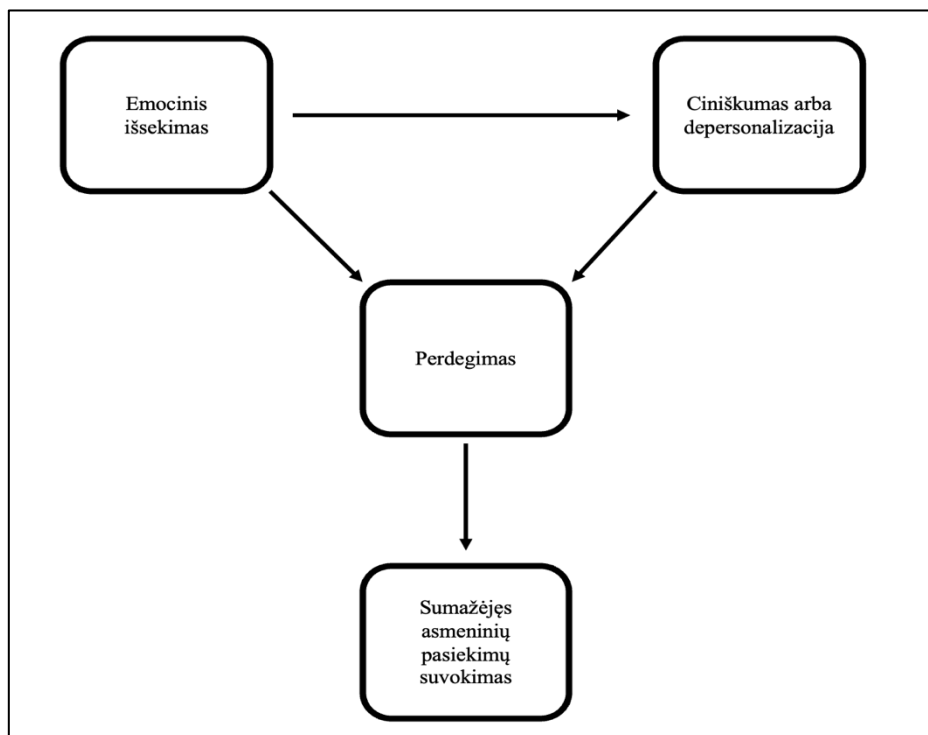 Emocinis
išsekimas
Ciniškumas arba
depersonalizacija
Perdegimas
Sumažėjęs
asmeninių
pasiekimų
suvokimas